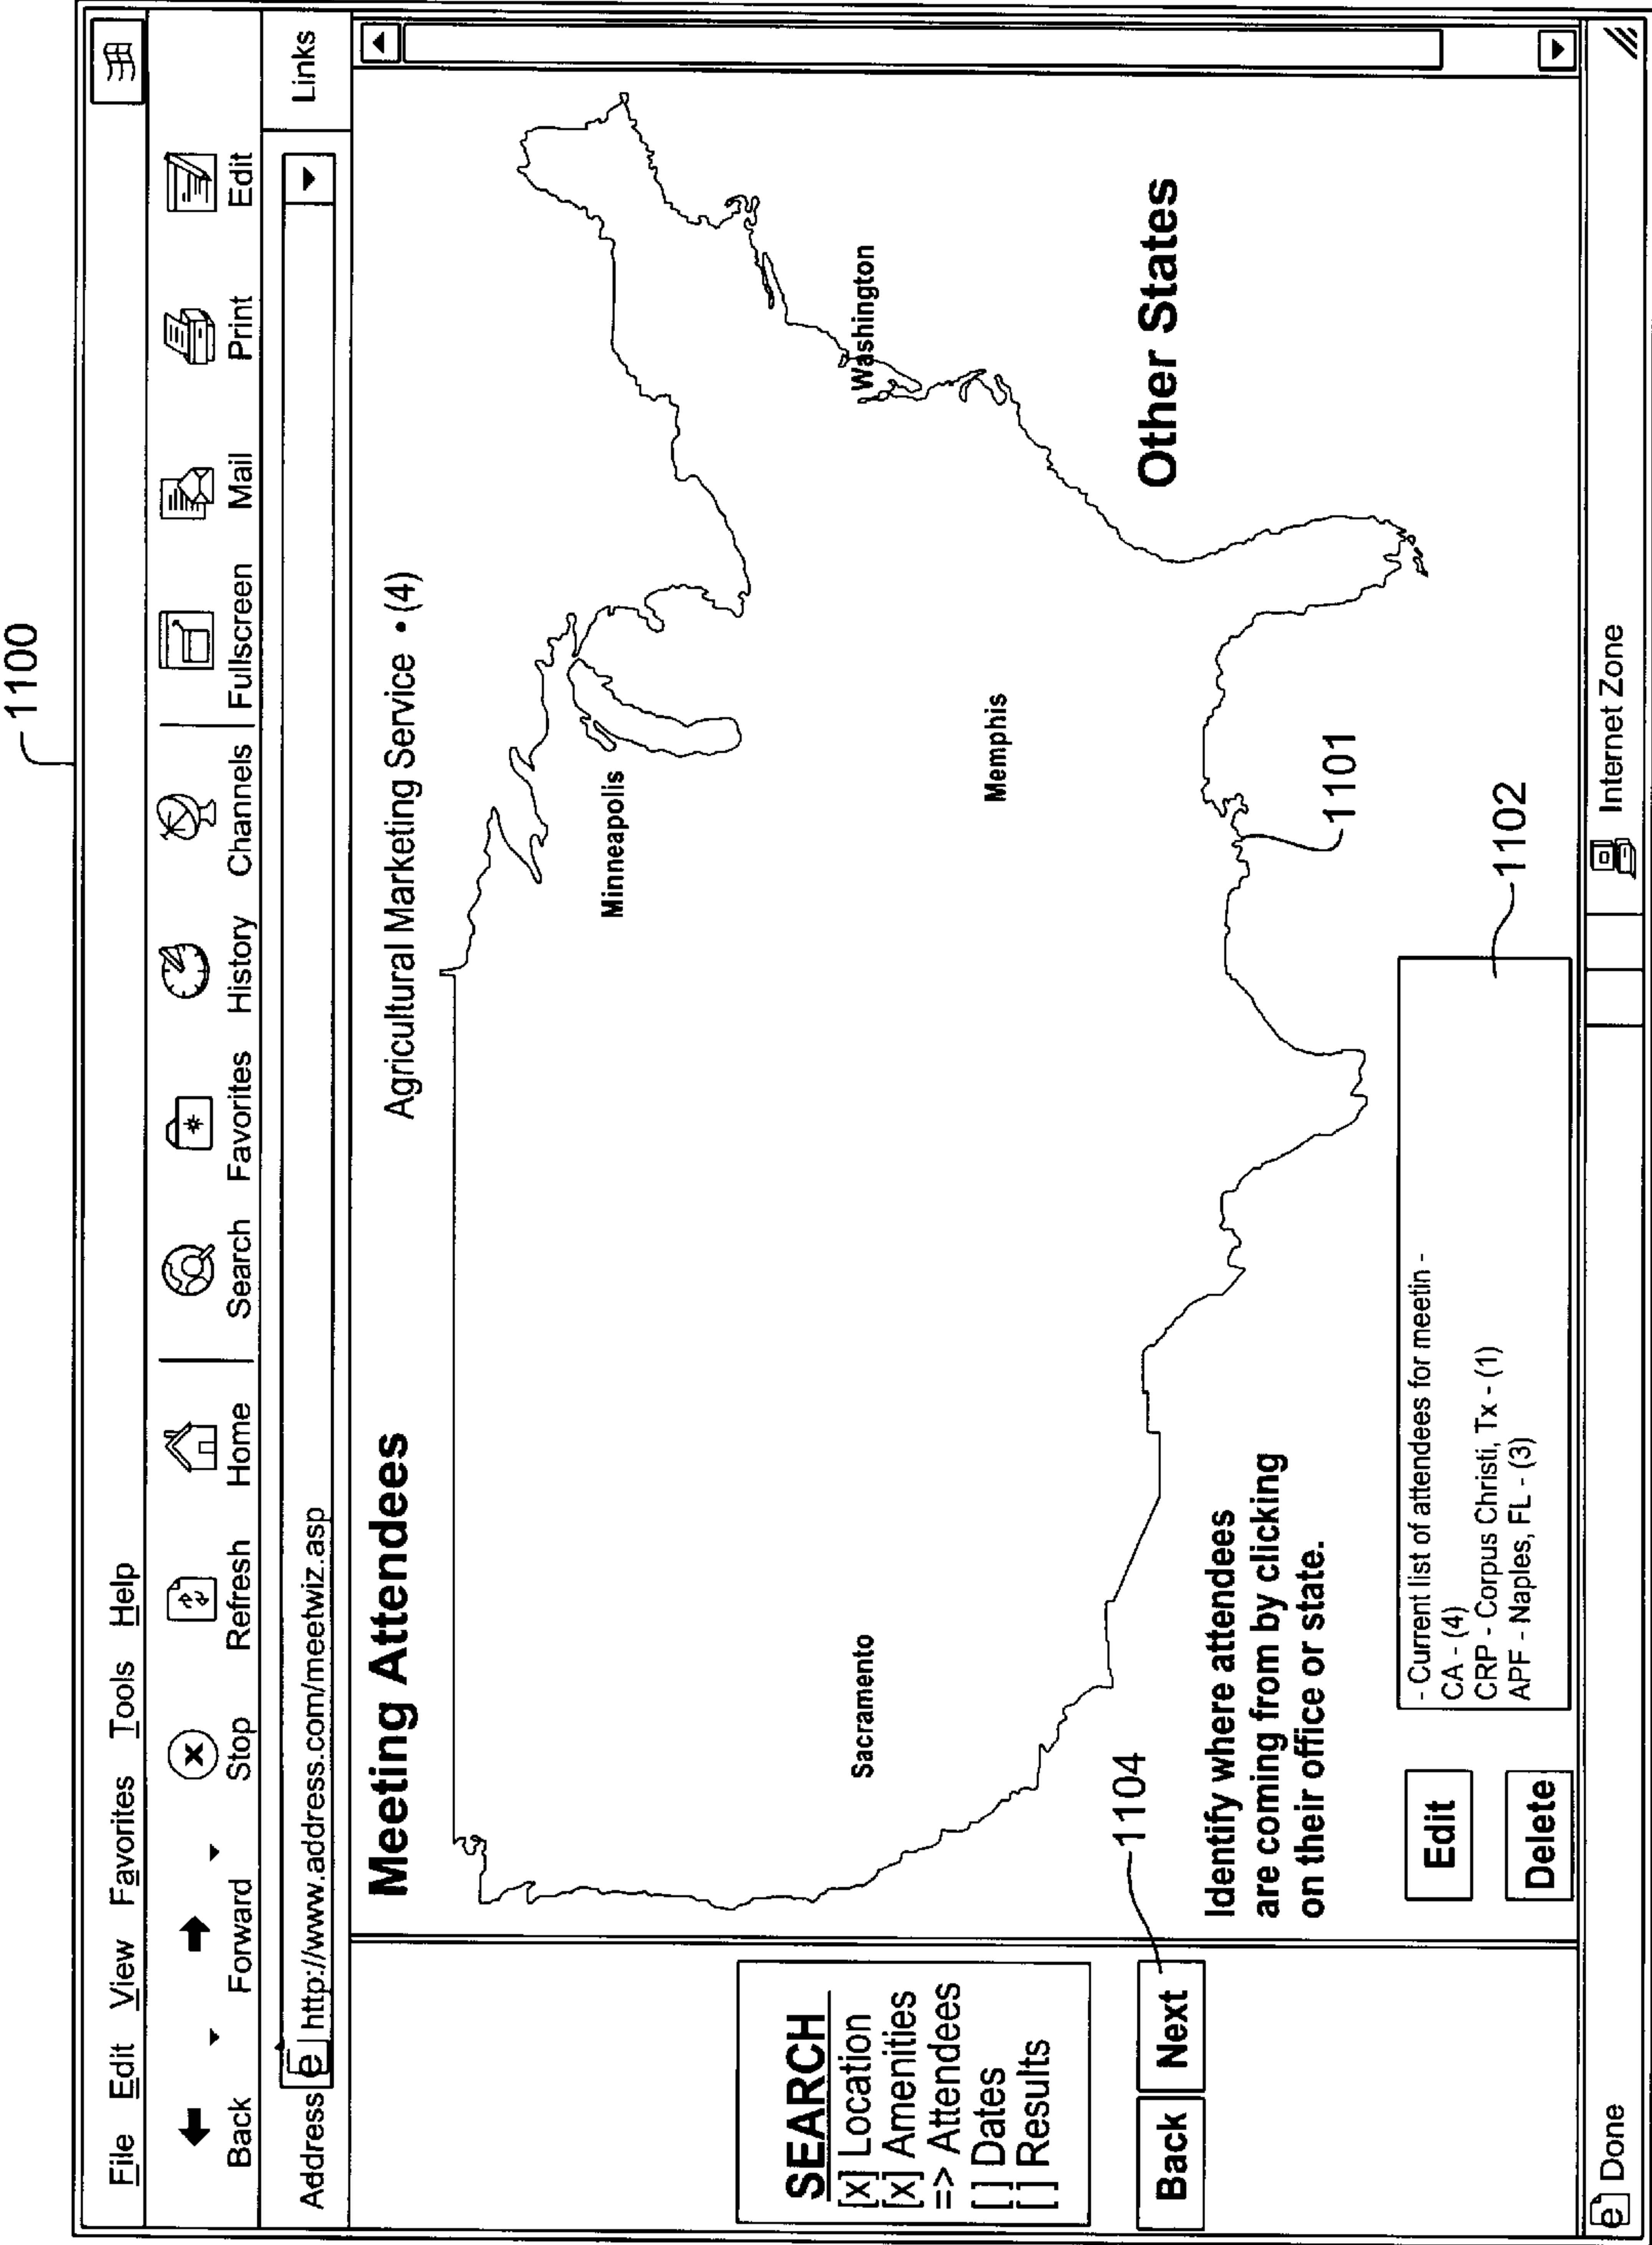 1100
File Edit View Favorites Tools Help
Back Forward Stop Refresh Home Search Favorites History Channels Fullscreen Mail Print Edit
Address http://www.address.com/meetwiz.asp Links
Meeting Attendees
Agricultural Marketing Service • (4)
Minneapolis
Sacramento
Washington
Memphis
Other States
1101
SEARCH
[x] Location
[x] Amenities
=> Attendees
[ ] Dates
[ ] Results
Back Next
1104
Identify where attendees
are coming from by clicking
on their office or state.
Edit
Delete
- Current list of attendees for meetin -
CA - (4)
CRP - Corpus Christi, Tx - (1)
APF - Naples, FL - (3)
1102
Done
Internet Zone